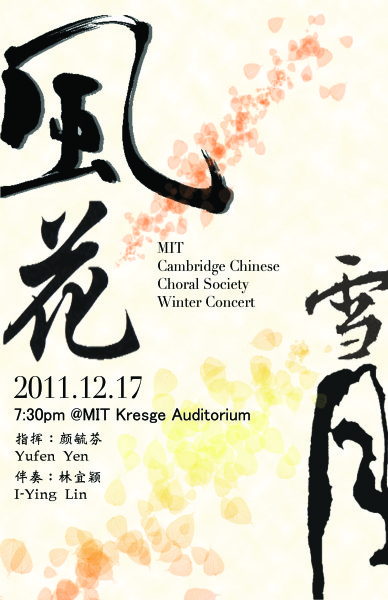 風
花
雪
月
MIT
Cambridge Chinese
Choral Society
Winter Concert
2011.12.17
7:30pm @MIT Kresge Auditorium
指挥：颜毓芬
Yufen Yen
伴奏：林宜颖
I-Ying Lin